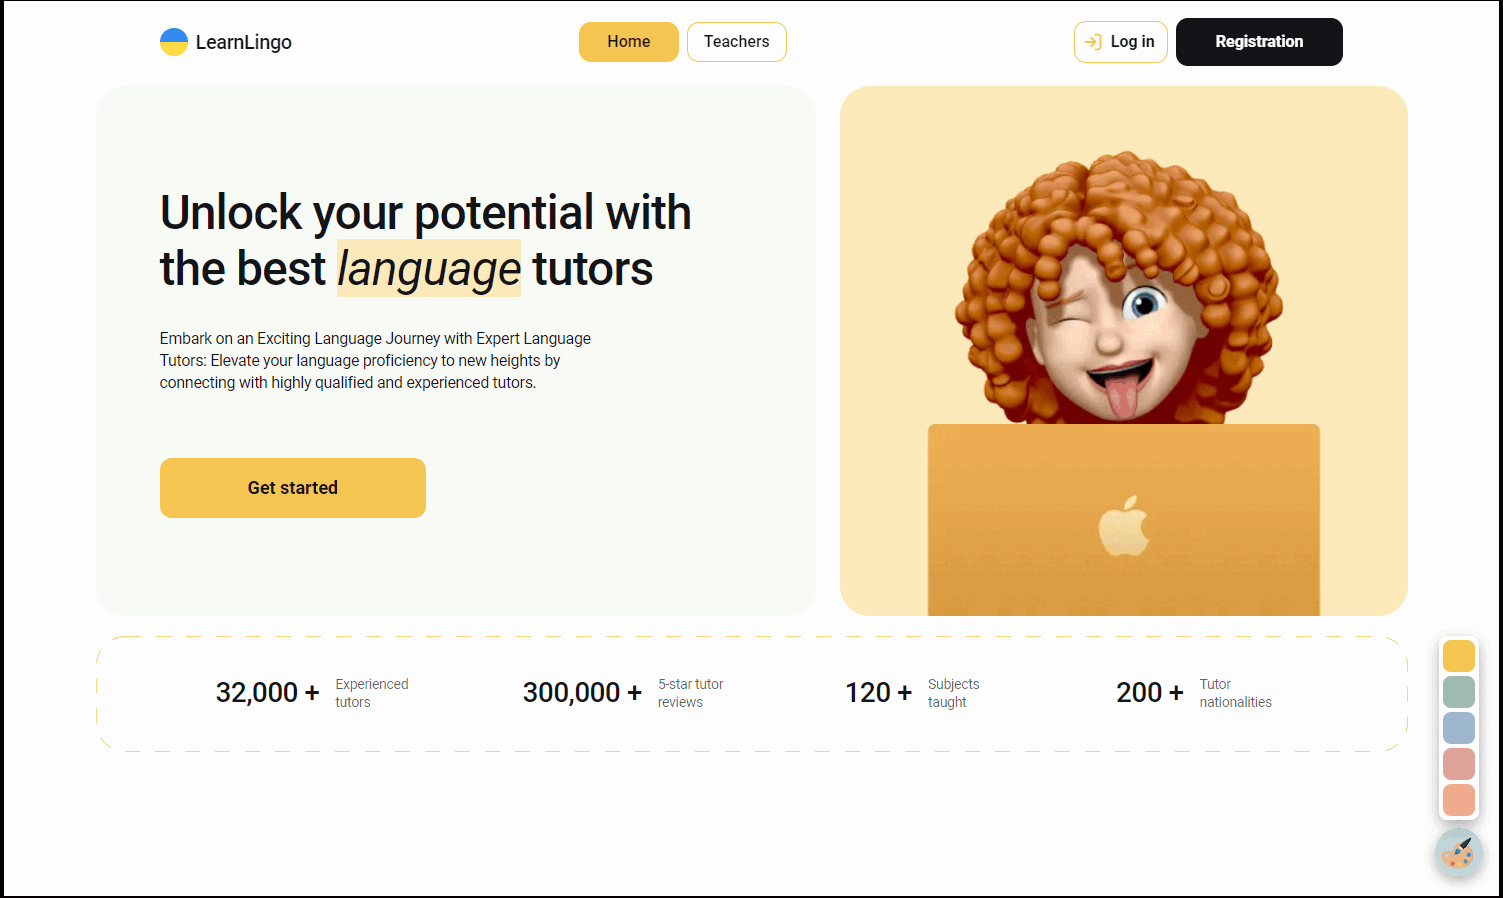 LearnLingo
Home
Teachers
Log in
Registration
Unlock your potential with
the best language tutors
Embark on an Exciting Language Journey with Expert Language
Tutors: Elevate your language proficiency to new heights by
connecting with highly qualified and experienced tutors.
Get started
32,000 +
Experienced
tutors
300,000 +
5-star tutor
reviews
120 +
Subjects
taught
200 +
Tutor
nationalities